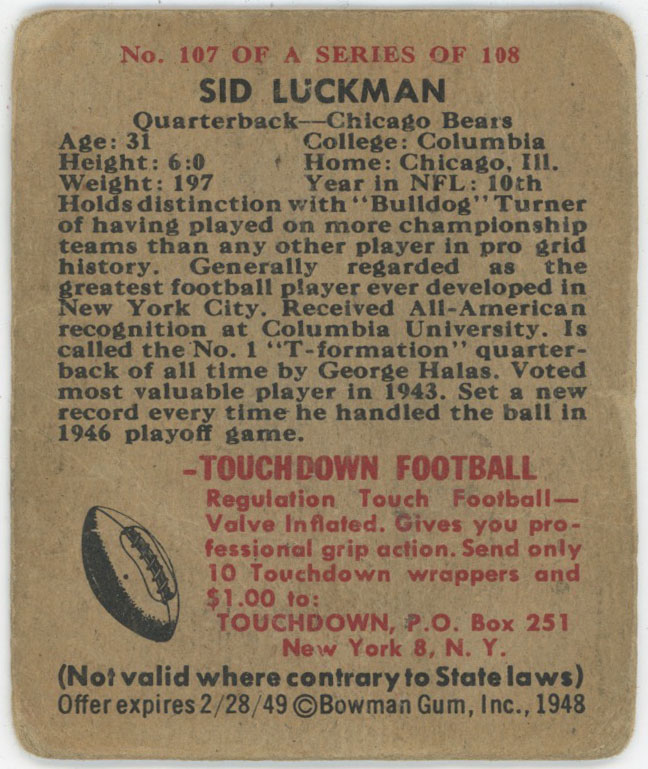 No. 107 OF A SERIES OF 108
SID LUCKMAN
Quarterback—Chicago Bears
Age: 31 College: Columbia
Height: 6:0 Home: Chicago, Ill.
Weight: 197 Year in NFL: 10th
Holds distinction with "Bulldog" Turner
of having played on more championship
teams than any other player in pro grid
history. Generally regarded as the
greatest football player ever developed in
New York City. Received All-American
recognition at Columbia University. Is
called the No. 1 "T-formation" quarter-
back of all time by George Halas. Voted
most valuable player in 1943. Set a new
record every time he handled the ball in
1946 playoff game.
-TOUCHDOWN FOOTBALL
Regulation Touch Football—
Valve Inflated. Gives you pro-
fessional grip action. Send only
10 Touchdown wrappers and
$1.00 to:
TOUCHDOWN, P.O. Box 251
New York 8, N. Y.
(Not valid where contrary to State laws)
Offer expires 2/28/49 ©Bowman Gum, Inc., 1948